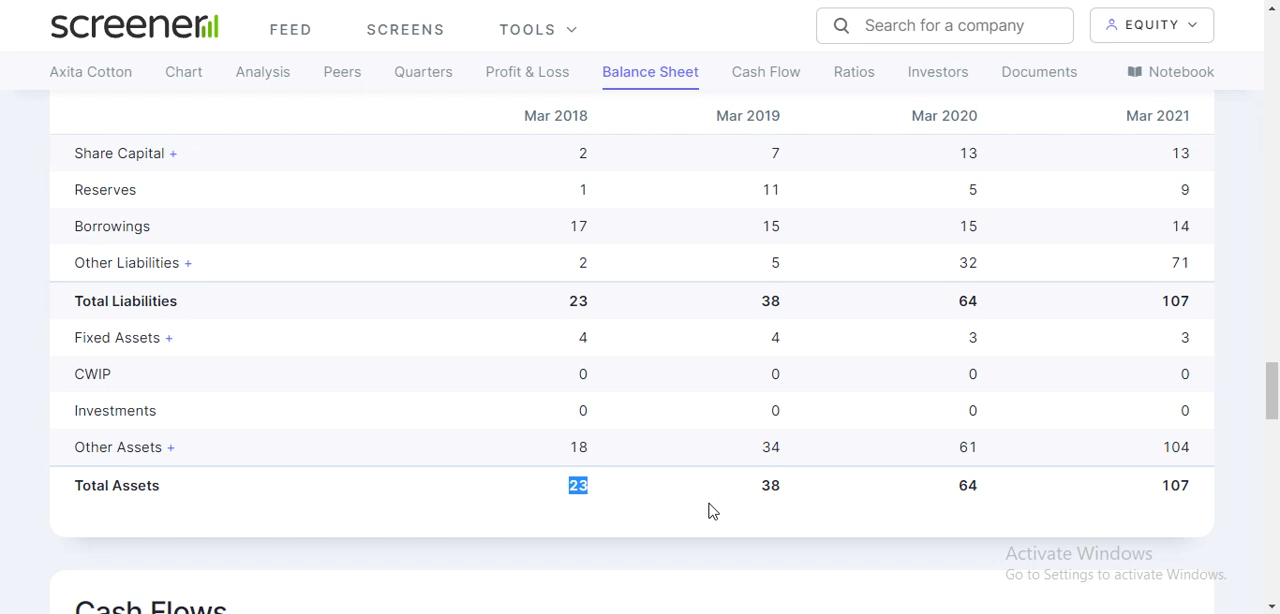 screener FEED SCREENS TOOLS Search for a company EQUITY
Axita Cotton Chart Analysis Peers Quarters Profit & Loss Balance Sheet Cash Flow Ratios Investors Documents Notebook
Mar 2018 Mar 2019 Mar 2020 Mar 2021
Share Capital + 2 7 13 13
Reserves 1 11 5 9
Borrowings 17 15 15 14
Other Liabilities + 2 5 32 71
Total Liabilities 23 38 64 107
Fixed Assets + 4 4 3 3
CWIP 0 0 0 0
Investments 0 0 0 0
Other Assets + 18 34 61 104
Total Assets 23 38 64 107
Activate Windows
Go to Settings to activate Windows.
Cash Flows